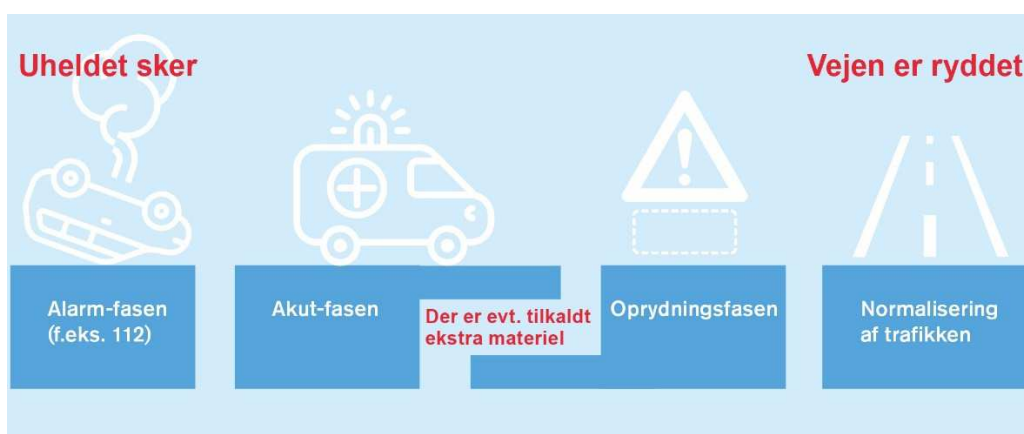 Uheldet sker
Vejen er ryddet
Alarm-fasen
(f.eks. 112)
Akut-fasen
Der er evt. tilkaldt
ekstra materiel
Oprydningsfasen
Normalisering
af trafikken